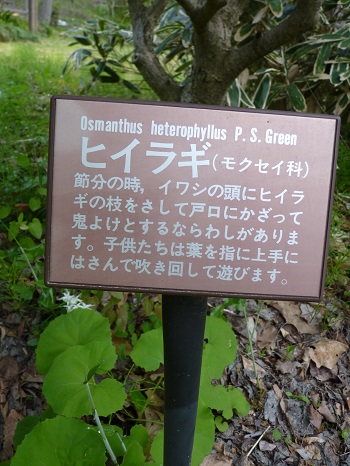 Osmanthus heterophyllus P. S. Green
ヒイラギ(モクセイ科)
節分の時，イワシの頭にヒイラ
ギの枝をさして戸口にかざって
鬼よけとするならわしがありま
す。子供たちは葉を指に上手に
はさんで吹き回して遊びます。